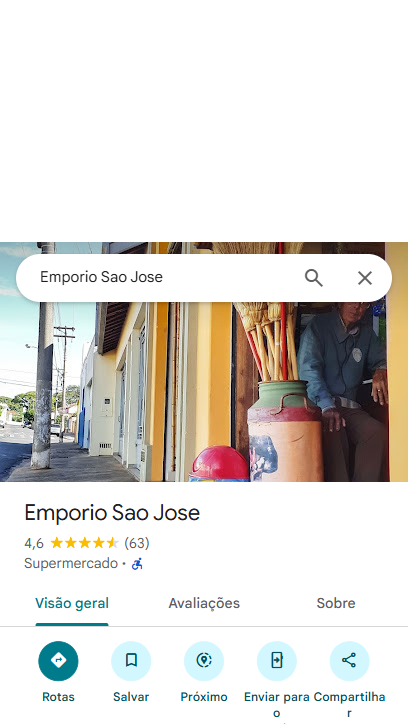 Emporio Sao Jose
Emporio Sao Jose
4,6 (63)
Supermercado ·
Visão geral Avaliações Sobre
Rotas Salvar Próximo Enviar para o Compartilhar